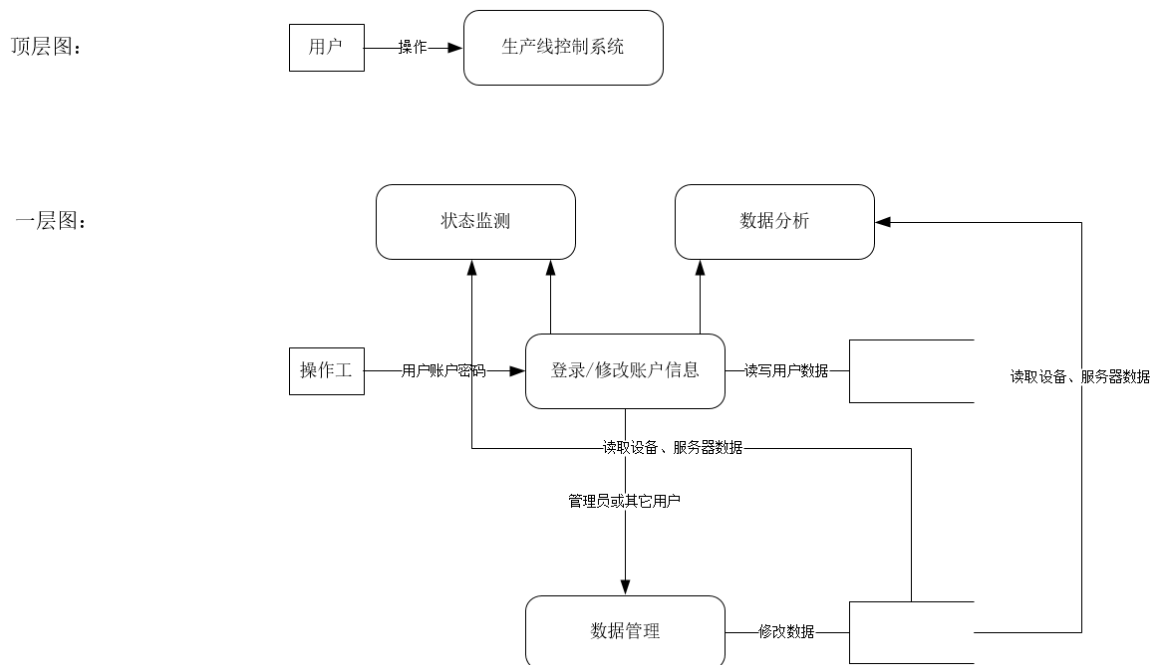 顶层图：
用户
操作
生产线控制系统
一层图：
状态监测
数据分析
操作工
用户账户密码
登录/修改账户信息
读写用户数据
读取设备、服务器数据
读取设备、服务器数据
管理员或其它用户
数据管理
修改数据